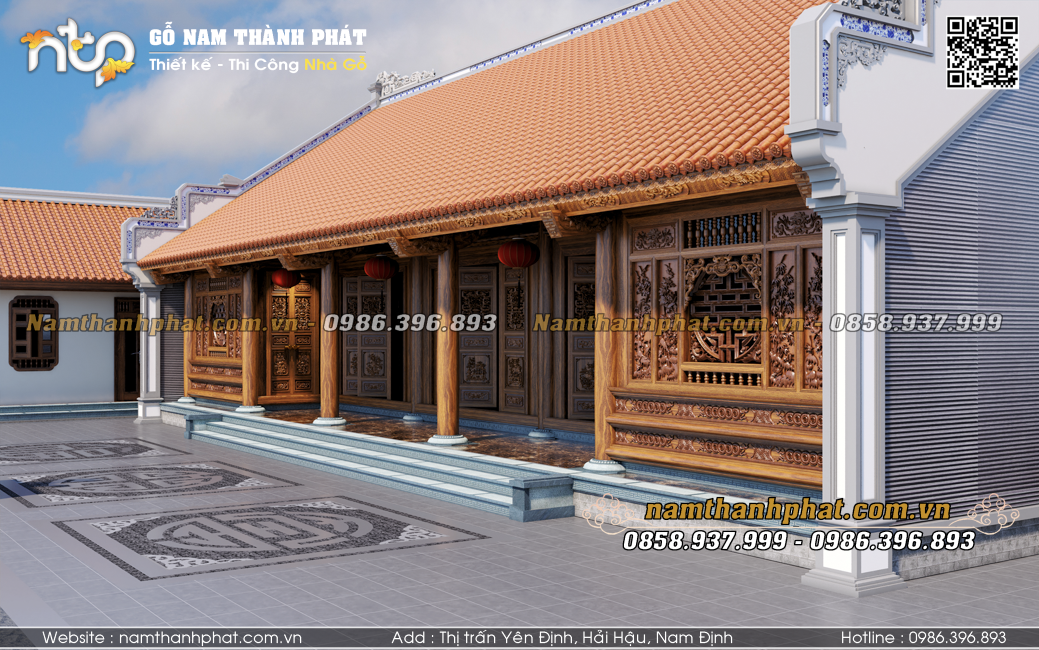 ntp
GỖ NAM THÀNH PHÁT
Thiết kế - Thi Công Nhà Gỗ
Namthanhphat.com.vn - 0986.396.893
Namthanhphat.com.vn - 0858.937.999
namthanhphat.com.vn
0858.937.999 - 0986.396.893
Website : namthanhphat.com.vn
Add : Thị trấn Yên Định, Hải Hậu, Nam Định
Hotline : 0986.396.893